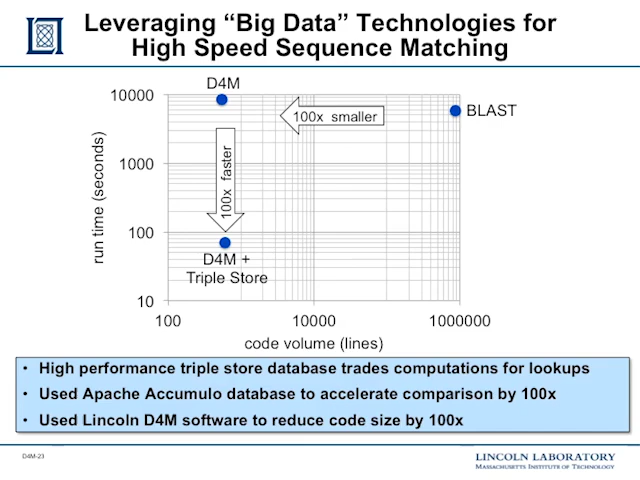 Leveraging “Big Data” Technologies for
High Speed Sequence Matching
D4M
10000
100x smaller
BLAST
1000
100x faster
run time (seconds)
100
D4M +
Triple Store
10
100
10000
1000000
code volume (lines)
• High performance triple store database trades computations for lookups
• Used Apache Accumulo database to accelerate comparison by 100x
• Used Lincoln D4M software to reduce code size by 100x
D4M-23
LINCOLN LABORATORY
MASSACHUSETTS INSTITUTE OF TECHNOLOGY